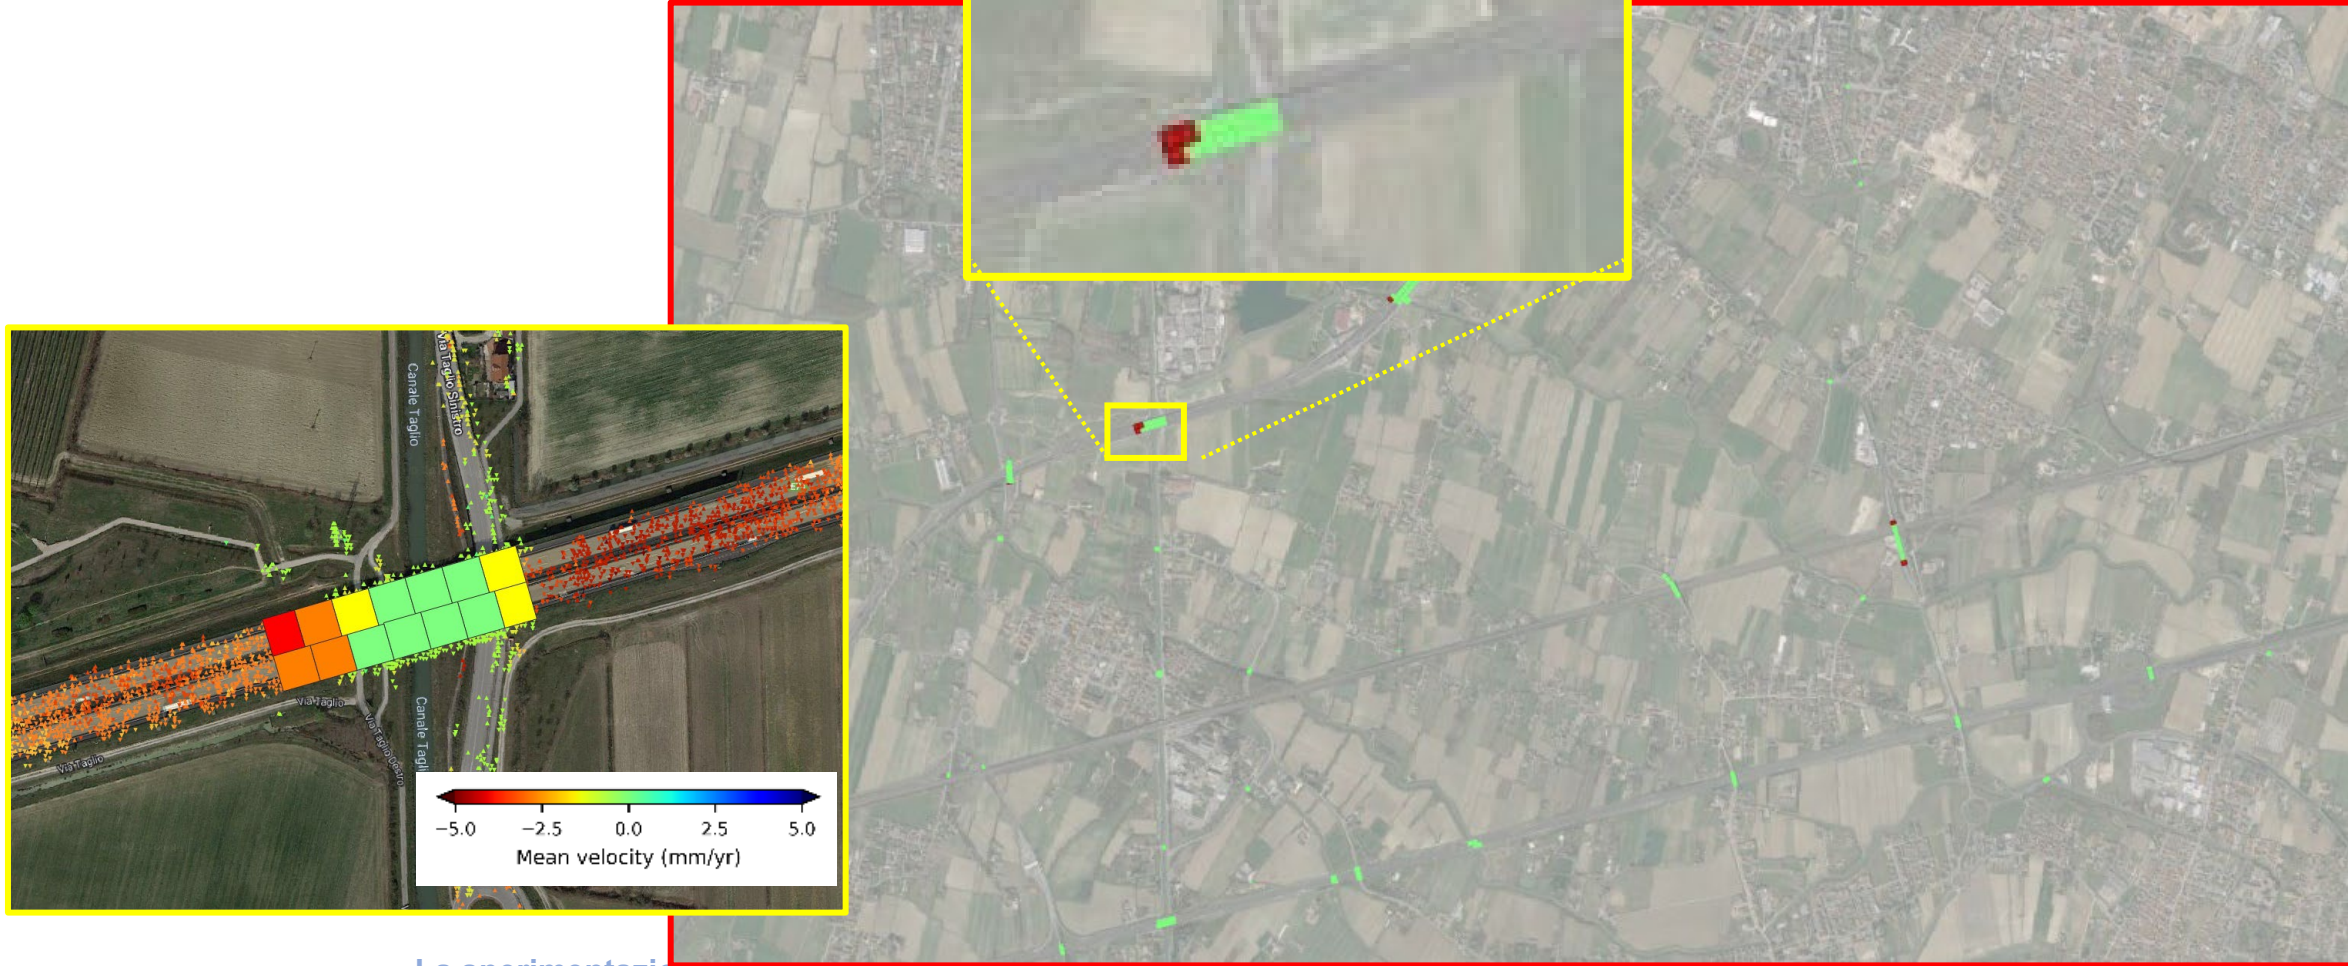 Via Taglio Sinistro
Canale Taglio
Via Taglio
Via Taglio Destro
Via Taglio
Canale Tagli
−5.0 −2.5 0.0 2.5 5.0
Mean velocity (mm/yr)